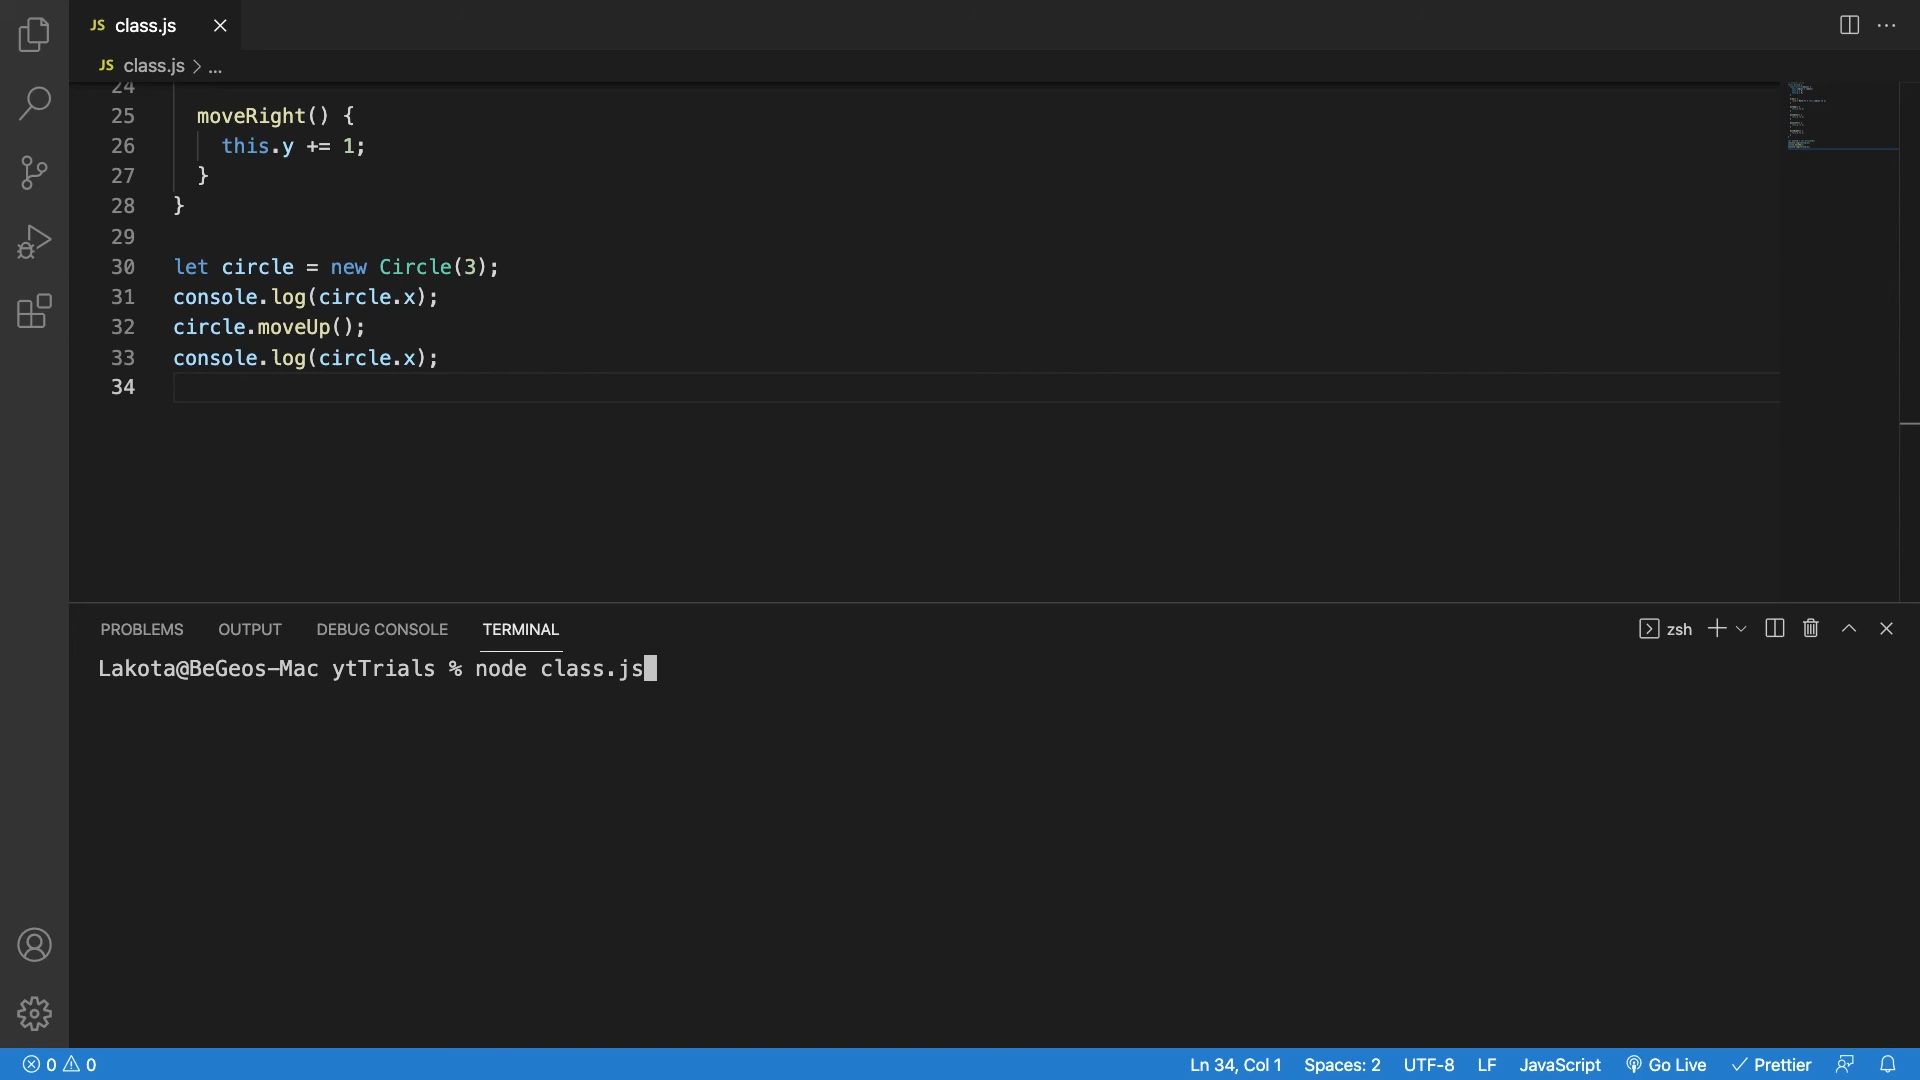 JS class.js
JS class.js > ...
24
25 moveRight() {
26 this.y += 1;
27 }
28 }
29
30 let circle = new Circle(3);
31 console.log(circle.x);
32 circle.moveUp();
33 console.log(circle.x);
34
PROBLEMS OUTPUT DEBUG CONSOLE TERMINAL zsh
Lakota@BeGeos-Mac ytTrials % node class.js
0 0 Ln 34, Col 1 Spaces: 2 UTF-8 LF JavaScript Go Live Prettier